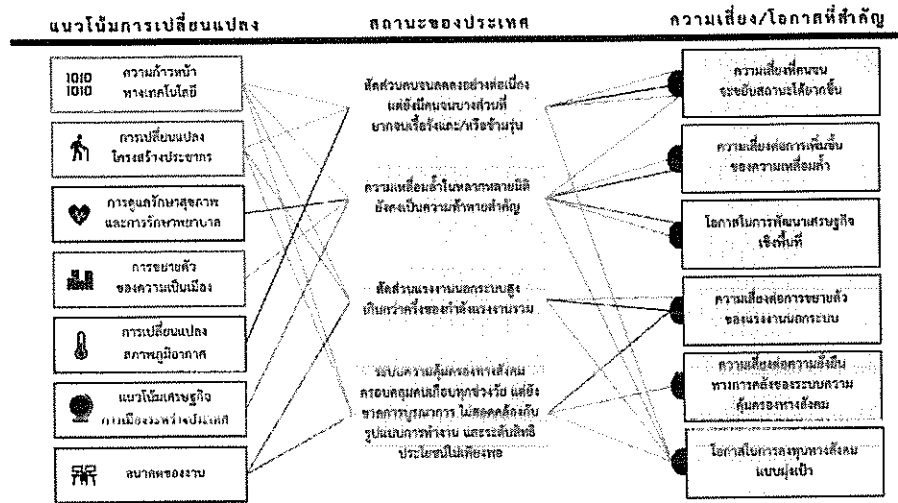 แนวโน้มการเปลี่ยนแปลง
สถานะของประเทศ
ความเสี่ยง/โอกาสที่สำคัญ
1010
1010
ความก้าวหน้า
ทางเทคโนโลยี
การเปลี่ยนแปลง
โครงสร้างประชากร
การดูแลรักษาสุขภาพ
และการรักษาพยาบาล
การขยายตัว
ของความเป็นเมือง
การเปลี่ยนแปลง
สภาพภูมิอากาศ
แนวโน้มเศรษฐกิจ
การเมืองระหว่างประเทศ
อนาคตของงาน
สัดส่วนคนจนลดลงอย่างต่อเนื่อง
แต่ยังมีคนจนบางส่วนที่
ยากจนเรื้อรังและ/หรือข้ามรุ่น
ความเหลื่อมล้ำในหลากหลายมิติ
ยังคงเป็นความท้าทายสำคัญ
สัดส่วนแรงงานนอกระบบสูง
เกินกว่าครึ่งของกำลังแรงงานรวม
ระบบความคุ้มครองทางสังคม
ครอบคลุมคนเกือบทุกช่วงวัย แต่ยัง
ขาดการบูรณาการ ไม่สอดคล้องกับ
รูปแบบการทำงาน และระดับสิทธิ
ประโยชน์ไม่เพียงพอ
ความเสี่ยงที่คนจน
จะขยับสถานะได้ยากขึ้น
ความเสี่ยงต่อการเพิ่มขึ้น
ของความเหลื่อมล้ำ
โอกาสในการพัฒนาเศรษฐกิจ
เชิงพื้นที่
ความเสี่ยงต่อการขยายตัว
ของแรงงานนอกระบบ
ความเสี่ยงต่อความยั่งยืน
ทางการคลังของระบบความ
คุ้มครองทางสังคม
โอกาสในการลงทุนทางสังคม
แบบมุ่งเป้า